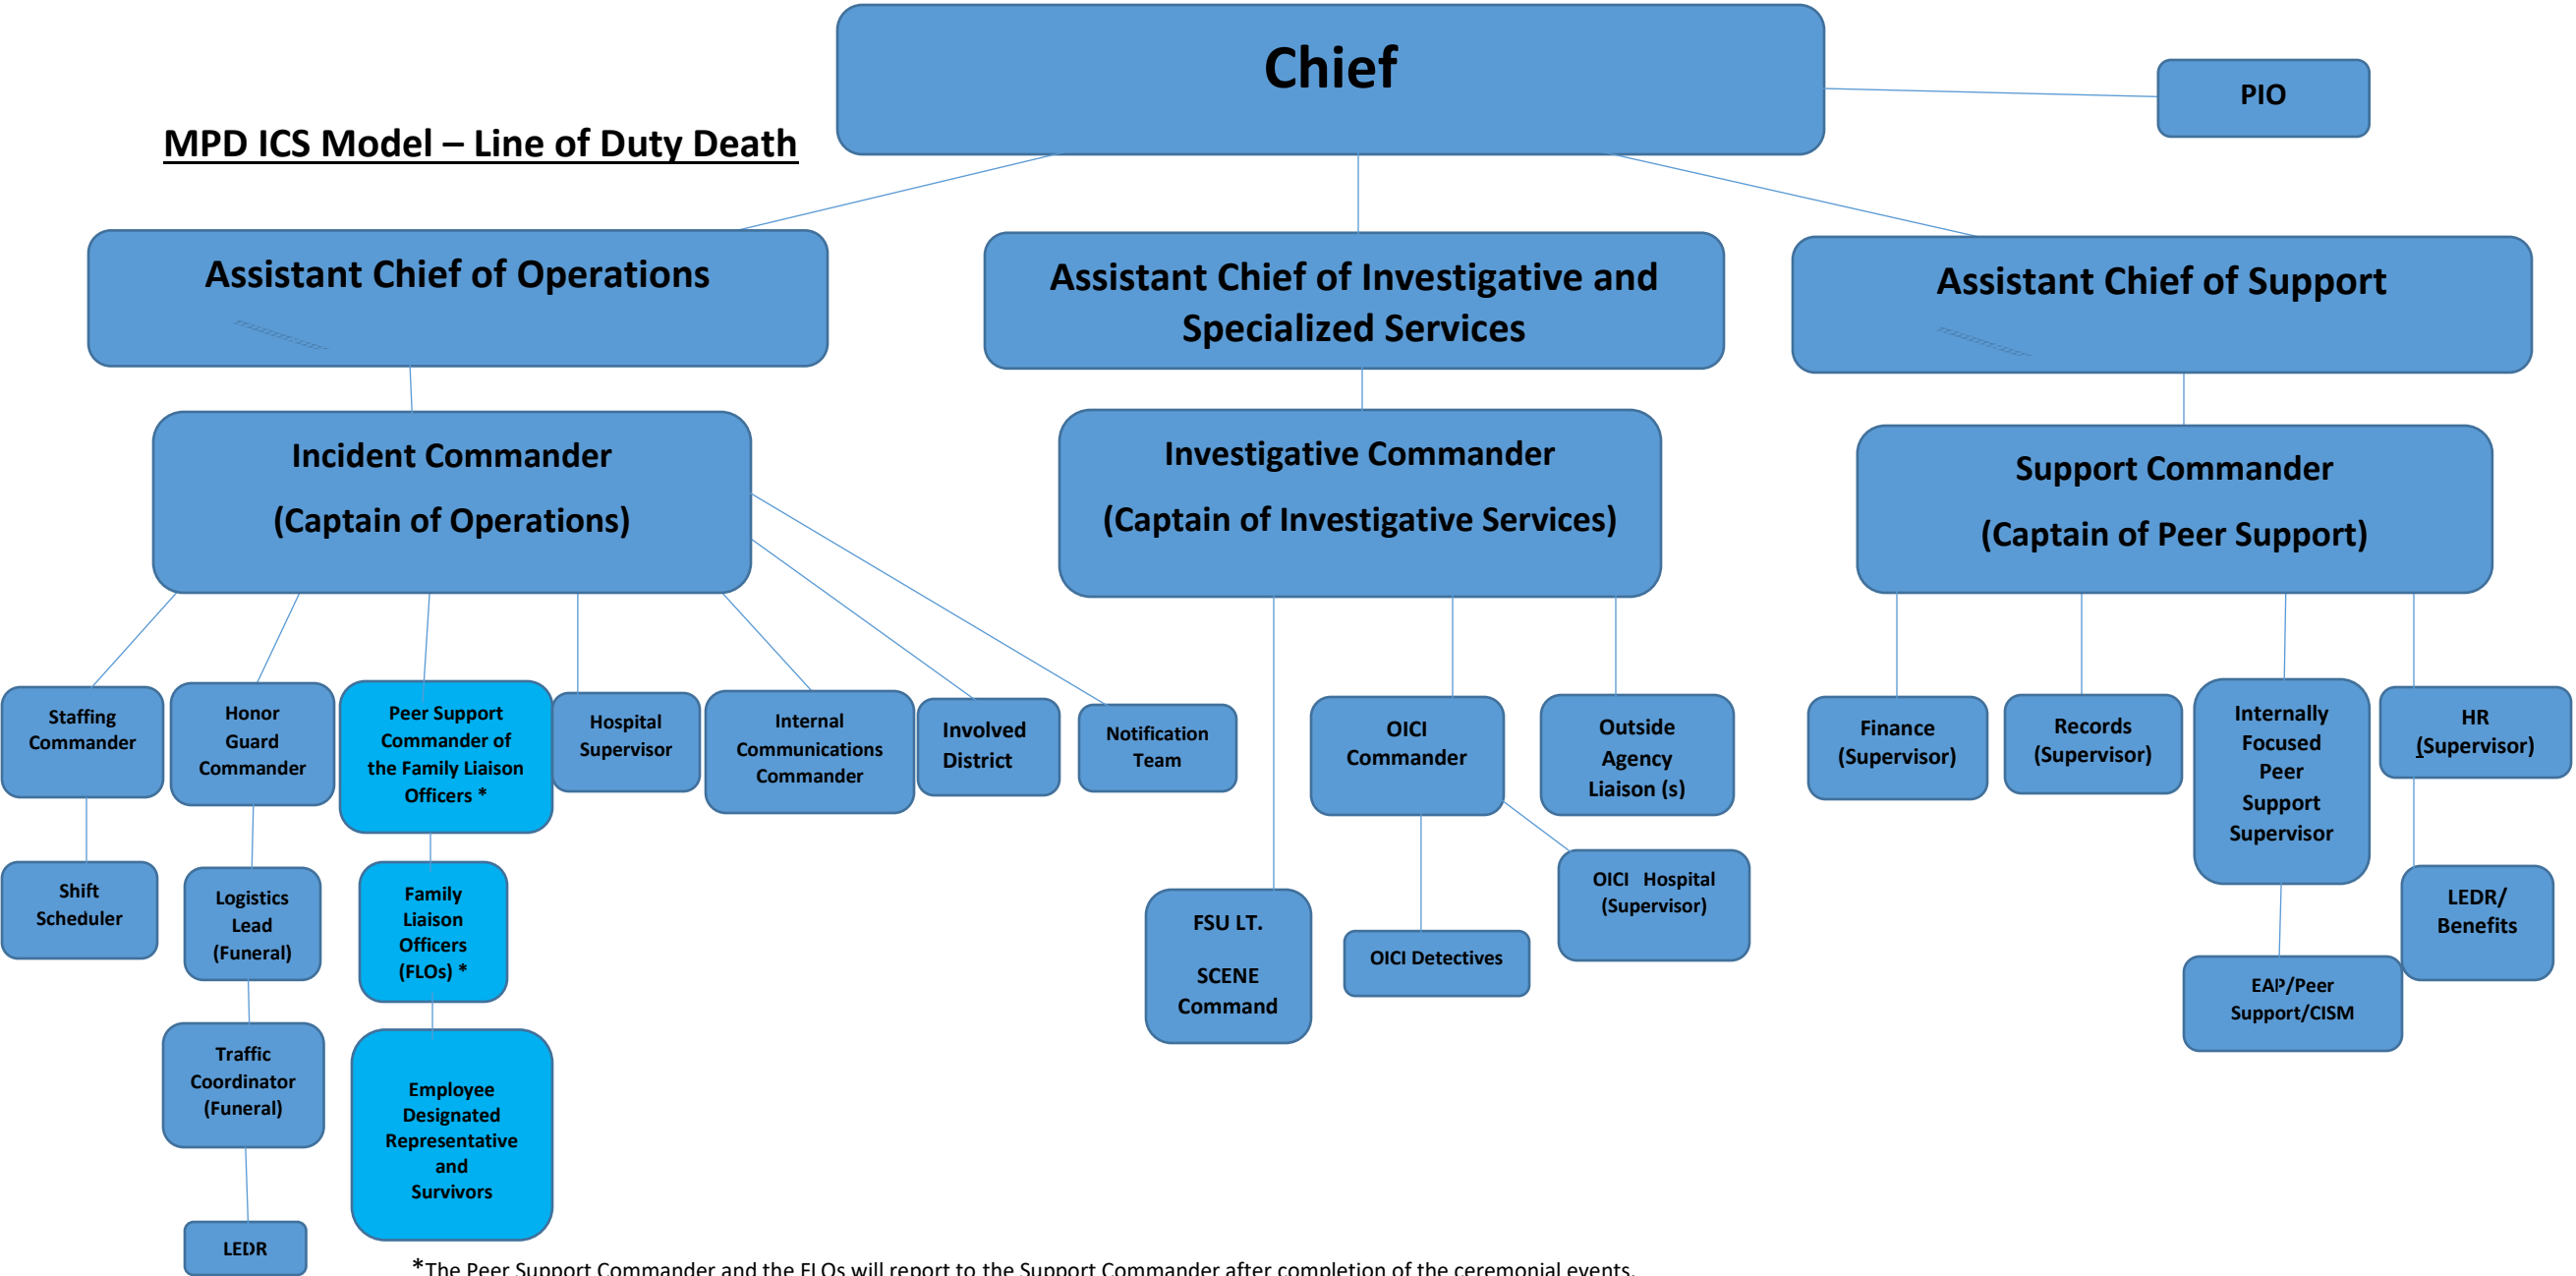 Chief
PIO
MPD ICS Model – Line of Duty Death
Assistant Chief of Operations
Assistant Chief of Investigative and
Specialized Services
Assistant Chief of Support
Incident Commander
(Captain of Operations)
Investigative Commander
(Captain of Investigative Services)
Support Commander
(Captain of Peer Support)
Staffing
Commander
Honor
Guard
Commander
Peer Support
Commander of
the Family Liaison
Officers *
Hospital
Supervisor
Internal
Communications
Commander
Involved
District
Notification
Team
OICI
Commander
Outside
Agency
Liaison (s)
Finance
(Supervisor)
Records
(Supervisor)
Internally
Focused
Peer
Support
Supervisor
HR
(Supervisor)
Shift
Scheduler
Logistics
Lead
(Funeral)
Family
Liaison
Officers
(FLOs) *
FSU LT.
SCENE
Command
OICI Detectives
OICI Hospital
(Supervisor)
LEDR/
Benefits
EAP/Peer
Support/CISM
Traffic
Coordinator
(Funeral)
Employee
Designated
Representative
and
Survivors
LEDR
*The Peer Support Commander and the FLOs will report to the Support Commander after completion of the ceremonial events.